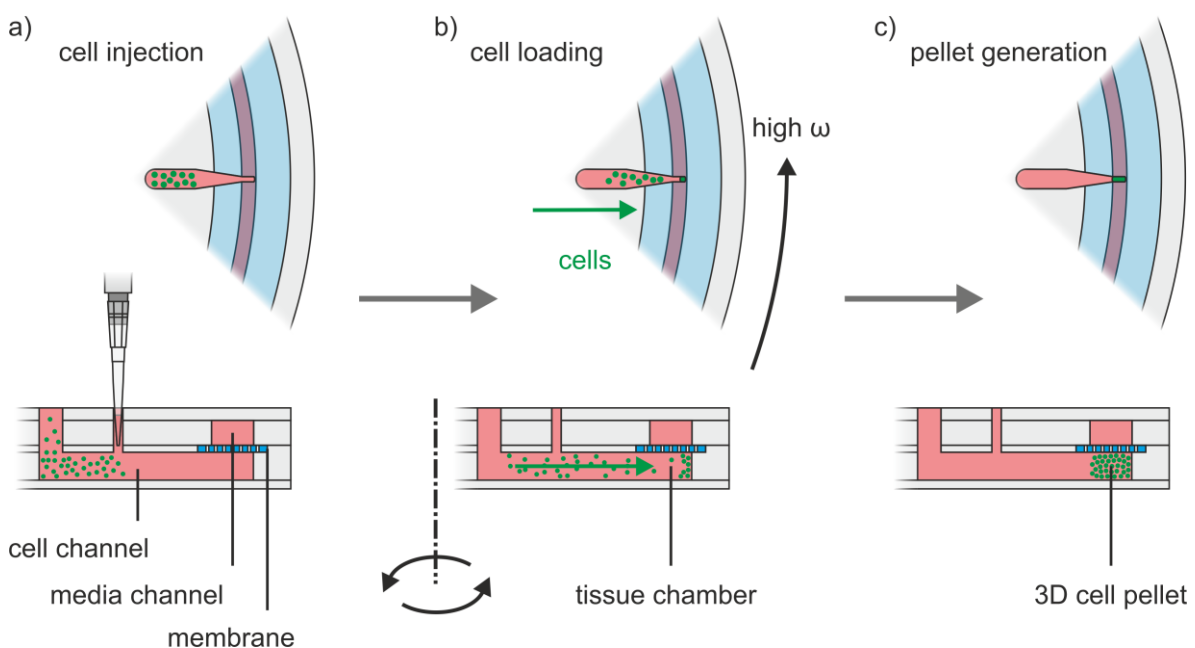 a)
cell injection
b)
cell loading
c)
pellet generation
high ω
cells
cell channel
media channel
membrane
tissue chamber
3D cell pellet